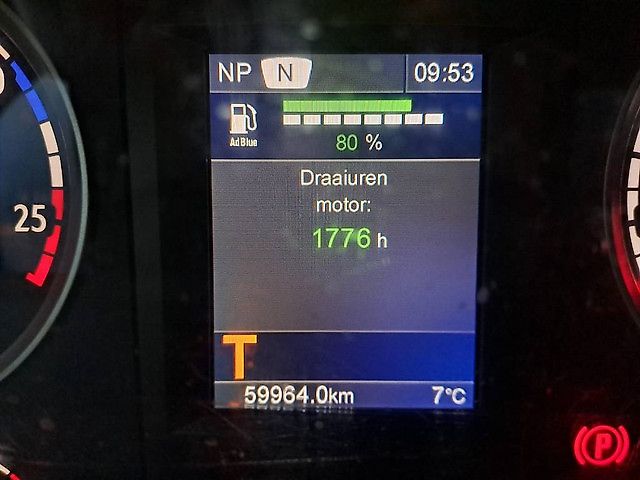 NP N 09:53
AdBlue
80 %
Draaiuren
motor:
1776 h
25
T
59964.0km 7°C
P